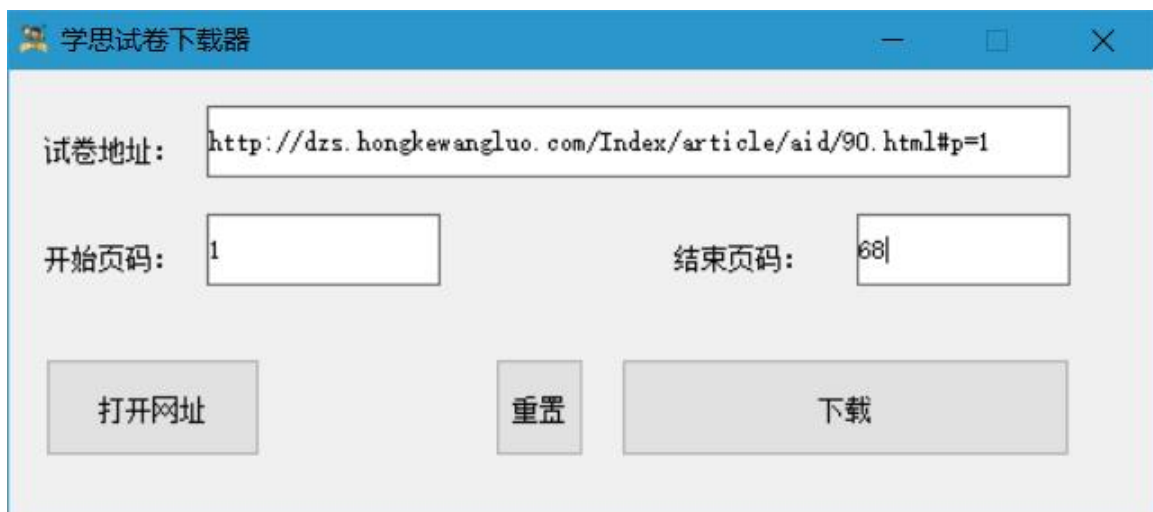 学思试卷下载器
试卷地址： http://dzs.hongkewangluo.com/Index/article/aid/90.html#p=1
开始页码： 1 结束页码： 68
打开网址 重置 下载